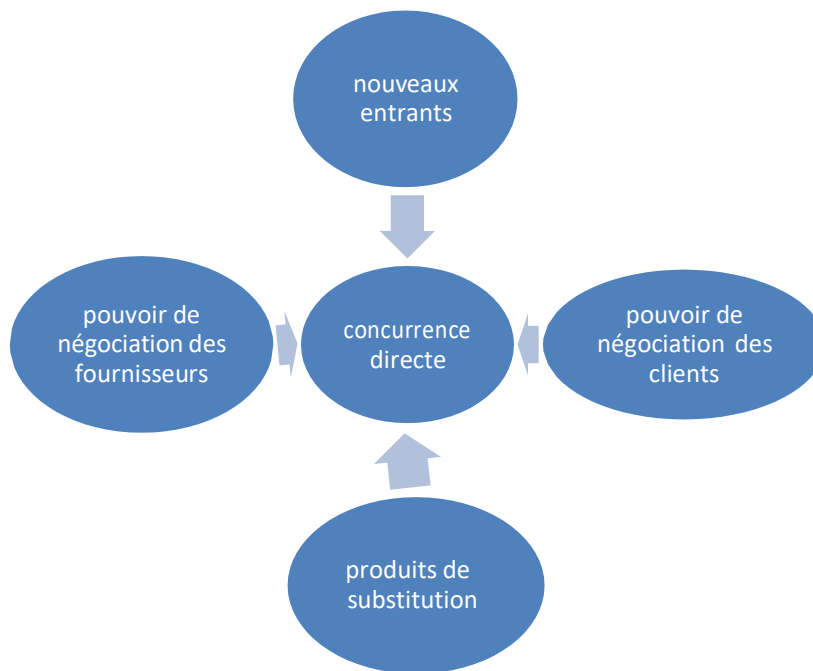 nouveaux
entrants
pouvoir de
négociation des
fournisseurs
concurrence
directe
pouvoir de
négociation des
clients
produits de
substitution